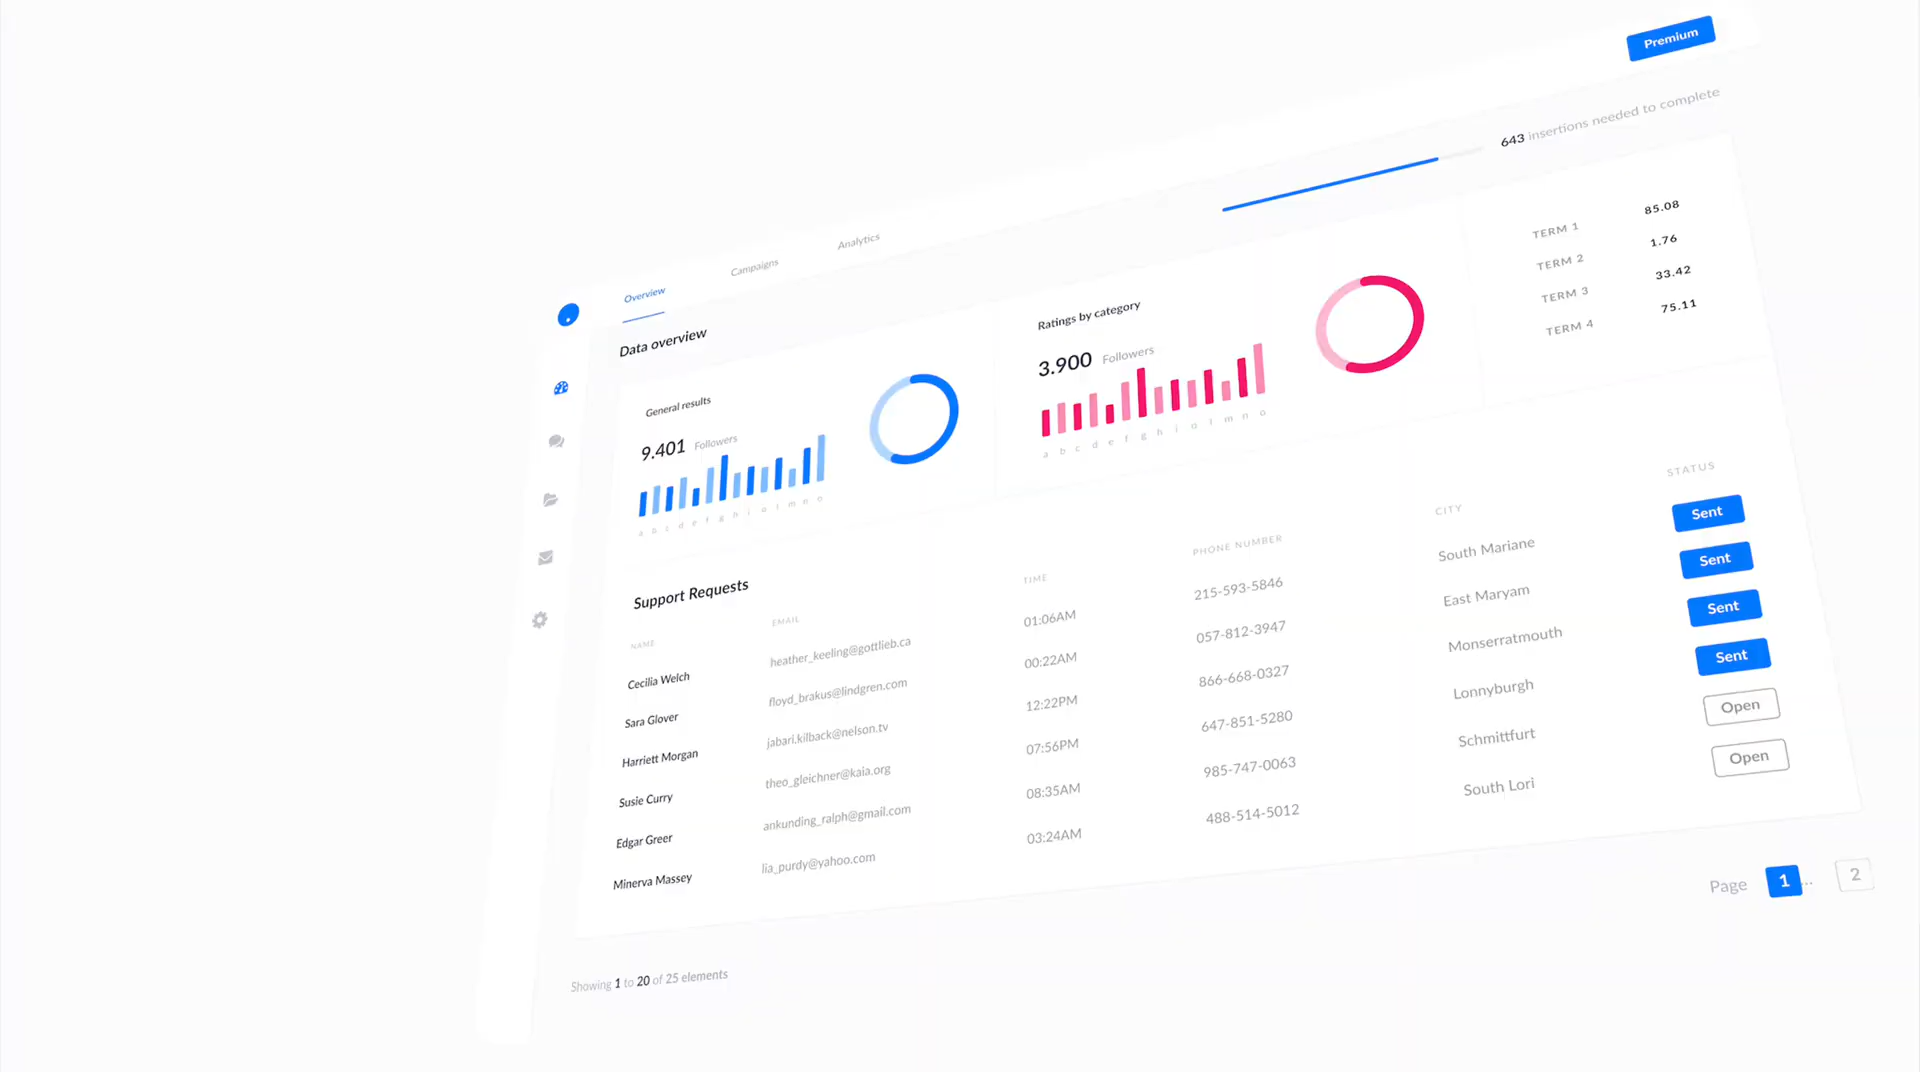 Premium
643 insertions needed to complete
Overview
Campaigns
Analytics
Data overview
General results
9.401 Followers
a b c d e f g h i o l m n o
Ratings by category
3.900 Followers
a b c d e f g h i o l m n o
TERM 1 85.08
TERM 2 1.76
TERM 3 33.42
TERM 4 75.11
Support Requests
NAME EMAIL TIME PHONE NUMBER CITY STATUS
Cecilia Welch heather_keeling@gottlieb.ca 01:06AM 215-593-5846 South Mariane Sent
Sara Glover floyd_brakus@lindgren.com 00:22AM 057-812-3947 East Maryam Sent
Harriett Morgan jabari.kilback@nelson.tv 12:22PM 866-668-0327 Monserratmouth Sent
Susie Curry theo_gleichner@kaia.org 07:56PM 647-851-5280 Lonnyburgh Sent
Edgar Greer ankunding_ralph@gmail.com 08:35AM 985-747-0063 Schmittfurt Open
Minerva Massey lia_purdy@yahoo.com 03:24AM 488-514-5012 South Lori Open
Page 1 ... 2
Showing 1 to 20 of 25 elements